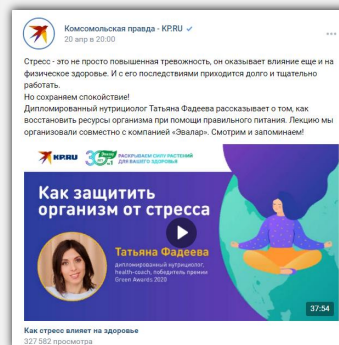 Комсомольская правда - KP.RU
20 апр в 20:00
Стресс - это не просто повышенная тревожность, он оказывает влияние еще и на
физическое здоровье. И с его последствиями приходится долго и тщательно
работать.
Но сохраняем спокойствие!
Дипломированный нутрициолог Татьяна Фадеева рассказывает о том, как
восстановить ресурсы организма при помощи правильного питания. Лекцию мы
организовали совместно с компанией «Эвалар». Смотрим и запоминаем!
KP.RU
РАСКРЫВАЕМ СИЛУ РАСТЕНИЙ
ДЛЯ ВАШЕГО ЗДОРОВЬЯ
Как защитить
организм от стресса
Татьяна Фадеева
дипломированный нутрициолог,
health-coach, победитель премии
Green Awards 2020
37:54
Как стресс влияет на здоровье
327 582 просмотра